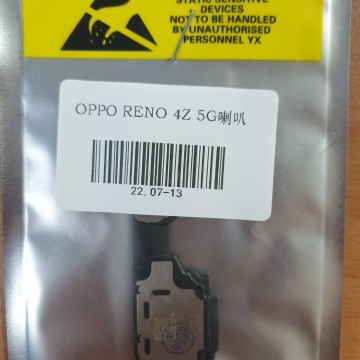 STATIC SENSITIVE
DEVICES
NOT TO BE HANDLED
BY UNAUTHORISED
PERSONNEL YX
OPPO RENO 4Z 5G喇叭
22.07-13